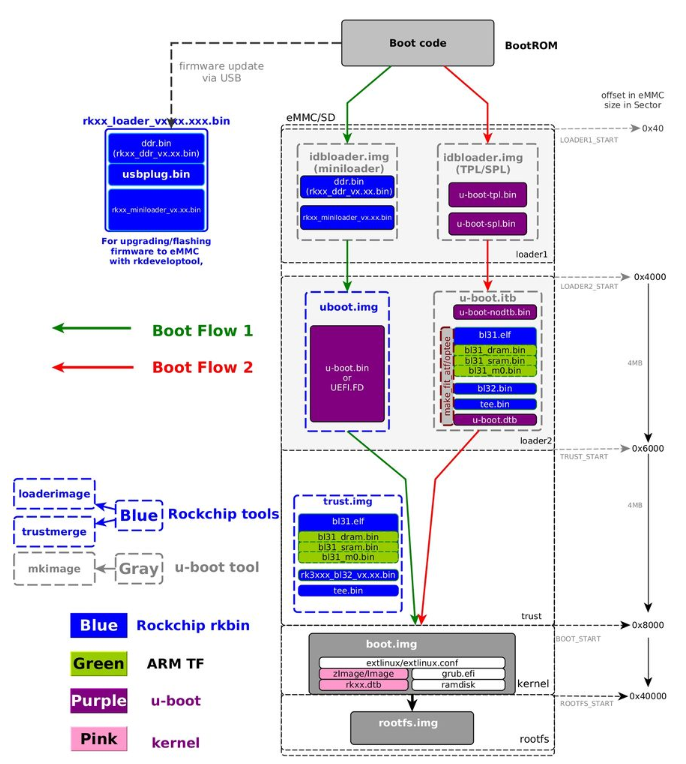 Boot code
BootROM
firmware update
via USB
offset in eMMC
size in Sector
rkxx_loader_vx.xx.xxx.bin
ddr.bin
(rkxx_ddr_vx.xx.bin)
usbplug.bin
rkxx_miniloader_vx.xx.bin
For upgrading/flashing
firmware to eMMC
with rkdeveloptool,
eMMC/SD
0x40
LOADER1_START
idbloader.img
(miniloader)
ddr.bin
(rkxx_ddr_vx.xx.bin)
rkxx_miniloader_vx.xx.bin
idbloader.img
(TPL/SPL)
u-boot-tpl.bin
u-boot-spl.bin
loader1
0x4000
LOADER2_START
uboot.img
u-boot.bin
or
UEFI.FD
u-boot.itb
u-boot-nodtb.bin
make_fit_atf/optee
bl31.elf
bl31_dram.bin
bl31_sram.bin
bl31_m0.bin
bl32.bin
tee.bin
u-boot.dtb
loader2
4MB
Boot Flow 1
Boot Flow 2
0x6000
TRUST_START
4MB
trust.img
bl31.elf
bl31_dram.bin
bl31_sram.bin
bl31_m0.bin
rk3xxx_bl32_vx.xx.bin
tee.bin
trust
loaderimage
trustmerge
Blue
Rockchip tools
mkimage
Gray
u-boot tool
0x8000
BOOT_START
boot.img
extlinux/extlinux.conf
zImage/Image
grub.efi
rkxx.dtb
ramdisk
kernel
0x40000
ROOTFS_START
rootfs.img
rootfs
Blue
Rockchip rkbin
Green
ARM TF
Purple
u-boot
Pink
kernel